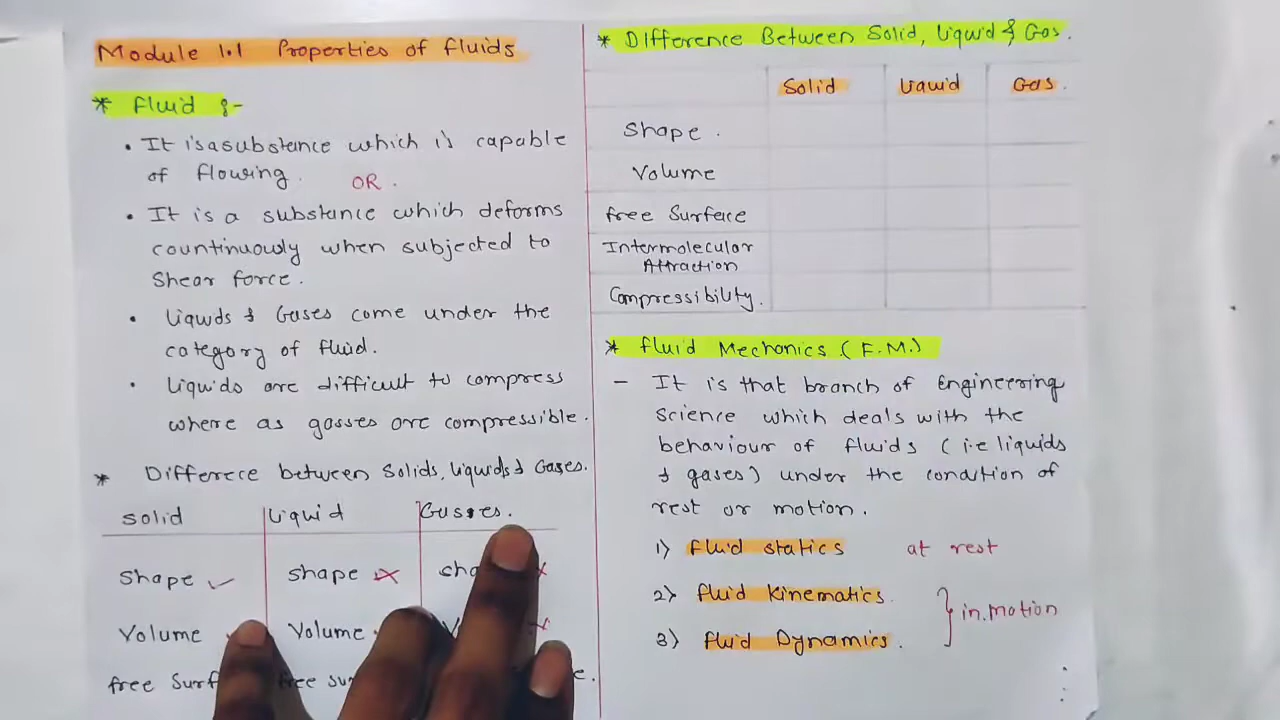 Module 1.1 Properties of fluids
* Fluid :-
• It is a substance which is capable
of flowing. OR.
• It is a substance which deforms
countinuously when subjected to
Shear force.
• Liquids & Gases come under the
category of fluid.
• Liquids are difficult to compress
where as gasses are compressible.
* Differece between Solids, liquids & Gases.
Solid Liquid Gasses.
Shape ✓ shape ×
Volume Volume
free
* Difference Between Solid, Liquid & Gas.
Solid Liquid Gas.
Shape.
Volume
free Surface
Intermolecular
Attraction
Compressibility.
* fluid Mechanics (F.M.)
- It is that branch of Engineering
Science which deals with the
behaviour of fluids (i.e liquids
& gases) under the condition of
rest or motion.
1) fluid statics at rest
2) fluid kinematics.
in.motion
3) fluid Dynamics.